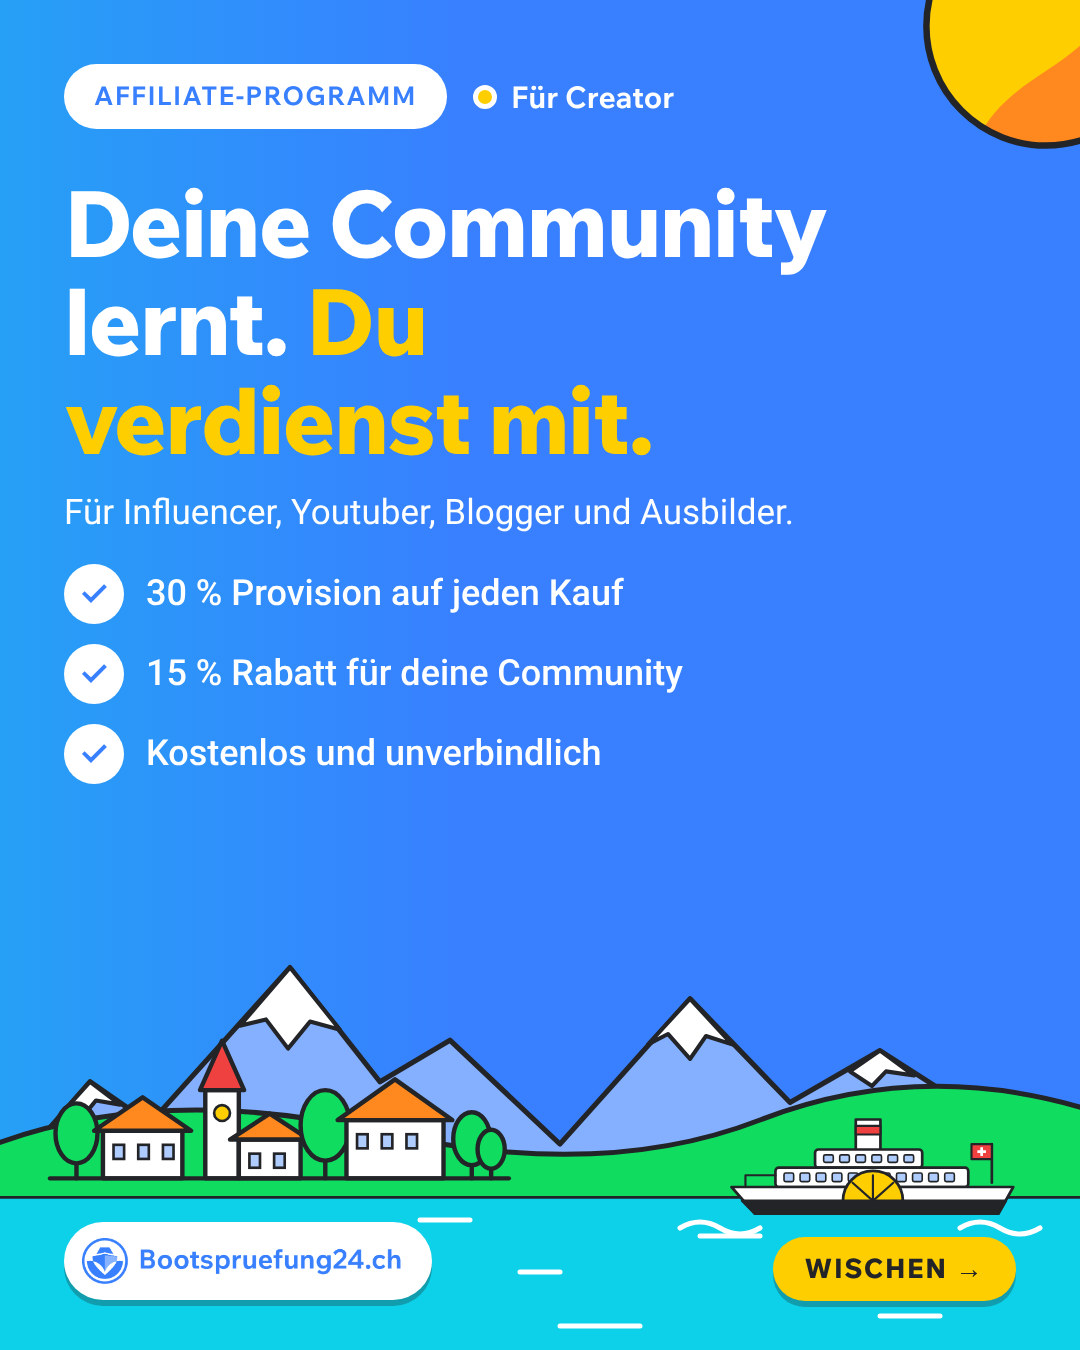 AFFILIATE-PROGRAMM
Für Creator
Deine Community
lernt. Du
verdienst mit.
Für Influencer, Youtuber, Blogger und Ausbilder.
30 % Provision auf jeden Kauf
15 % Rabatt für deine Community
Kostenlos und unverbindlich
Bootspruefung24.ch
WISCHEN →